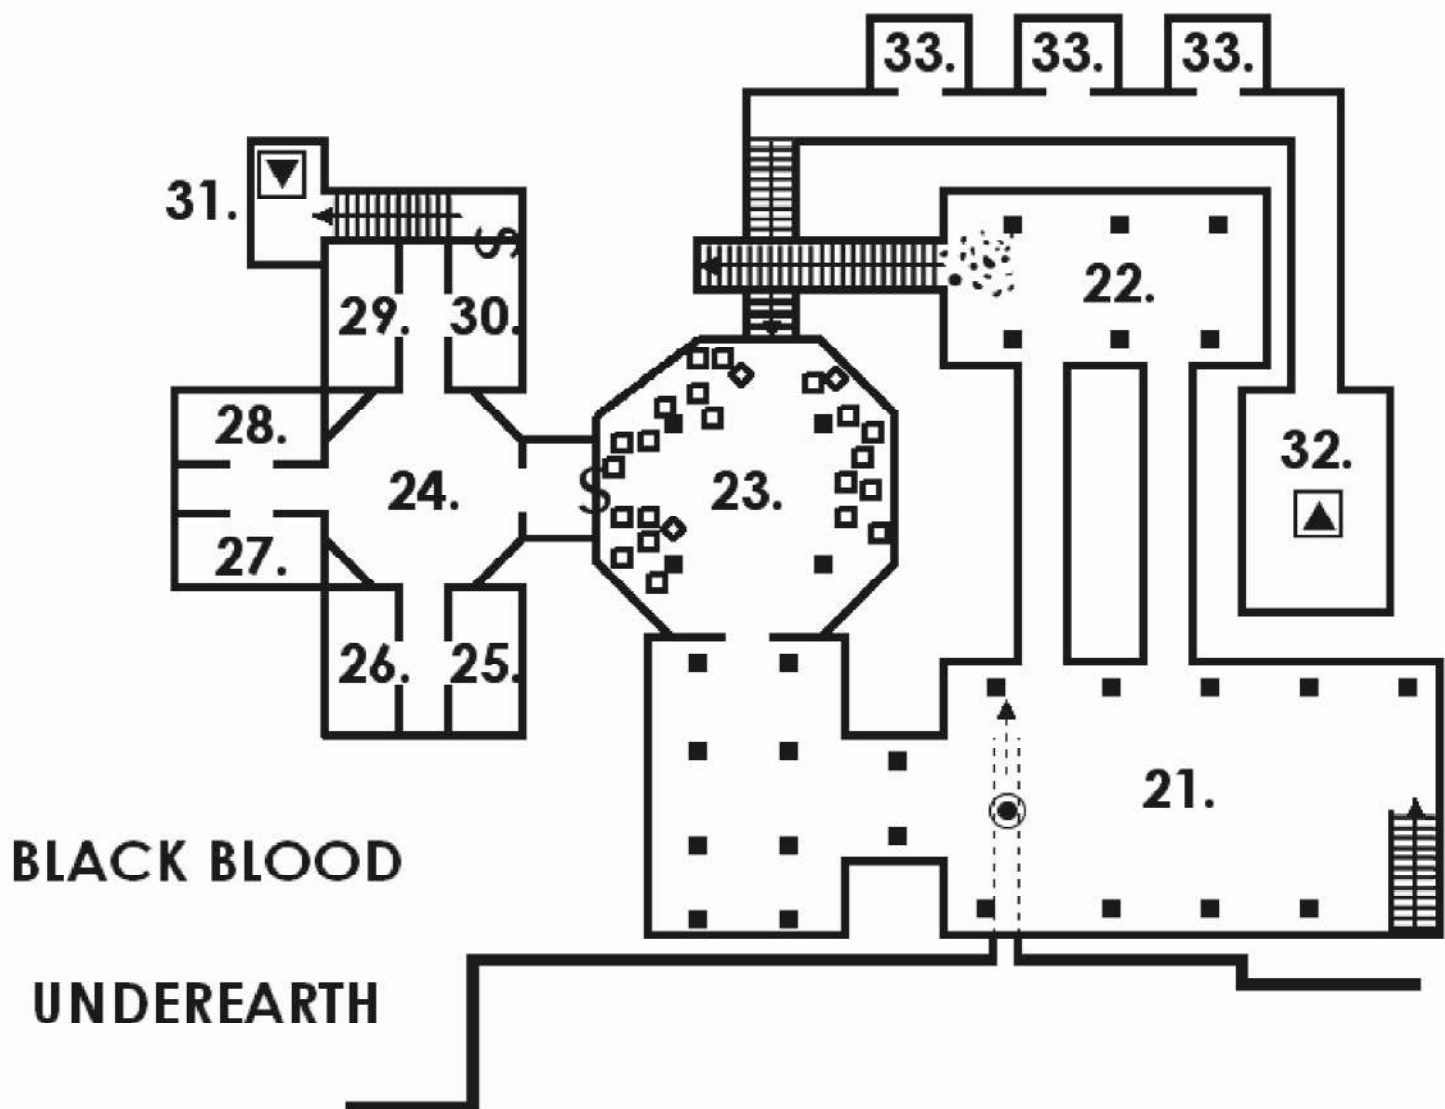 33. 33. 33.
31.
S
22.
29. 30.
28.
32.
24. S 23.
27.
26. 25.
21.
BLACK BLOOD
UNDEREARTH